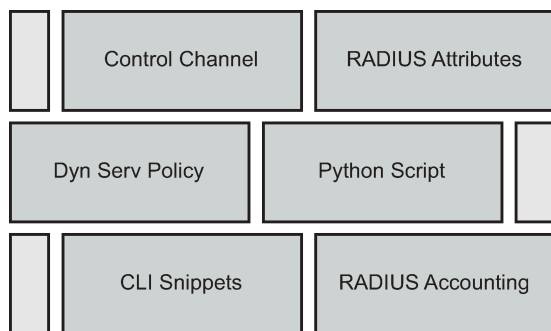 Control Channel
RADIUS Attributes
Dyn Serv Policy
Python Script
CLI Snippets
RADIUS Accounting